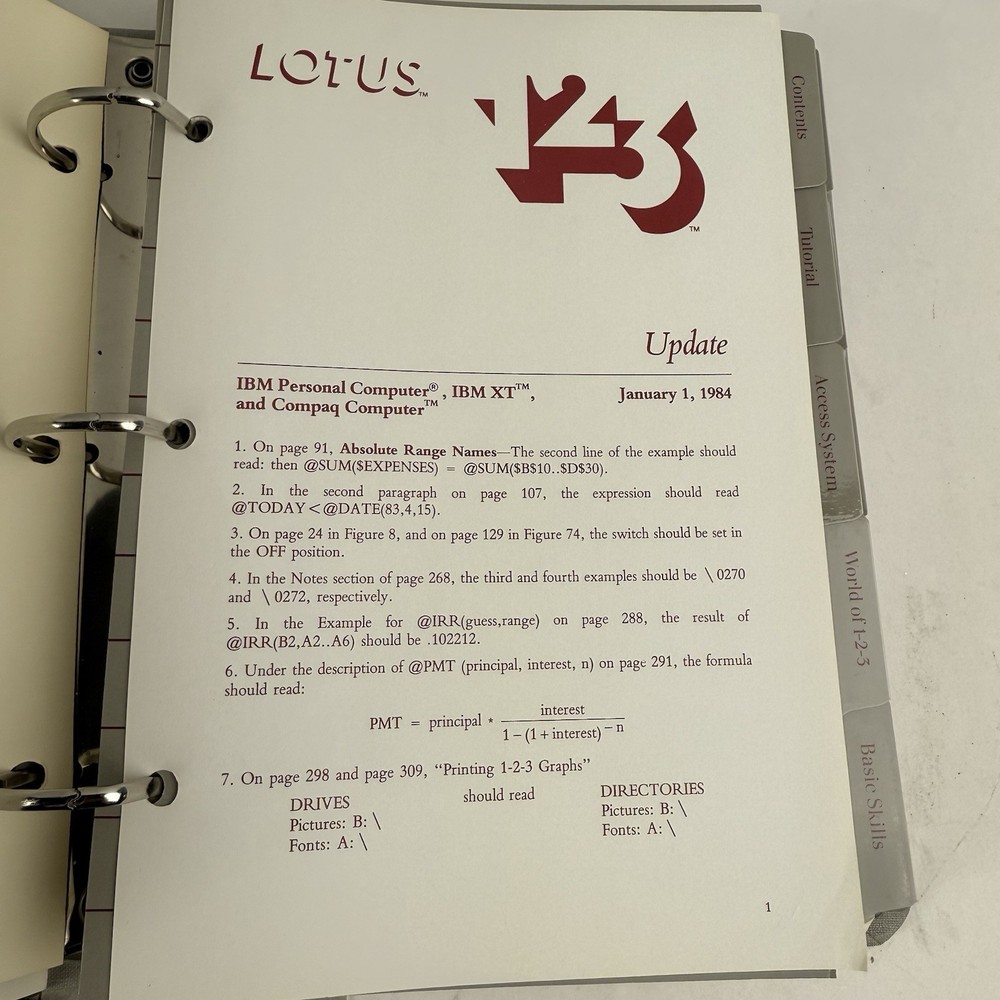 LOTUS™
123™
Update
IBM Personal Computer®, IBM XT™,
and Compaq Computer™
January 1, 1984
1. On page 91, Absolute Range Names—The second line of the example should
read: then @SUM($EXPENSES) = @SUM($B$10..$D$30).
2. In the second paragraph on page 107, the expression should read
@TODAY<@DATE(83,4,15).
3. On page 24 in Figure 8, and on page 129 in Figure 74, the switch should be set in
the OFF position.
4. In the Notes section of page 268, the third and fourth examples should be \0270
and \0272, respectively.
5. In the Example for @IRR(guess,range) on page 288, the result of
@IRR(B2,A2..A6) should be .102212.
6. Under the description of @PMT (principal, interest, n) on page 291, the formula
should read:
PMT = principal * interest
1−(1+interest)−n
7. On page 298 and page 309, “Printing 1-2-3 Graphs”
DRIVES should read DIRECTORIES
Pictures: B:\ Pictures: B:\
Fonts: A:\ Fonts: A:\
1
Contents
Tutorial
Access System
World of 1-2-3
Basic Skills